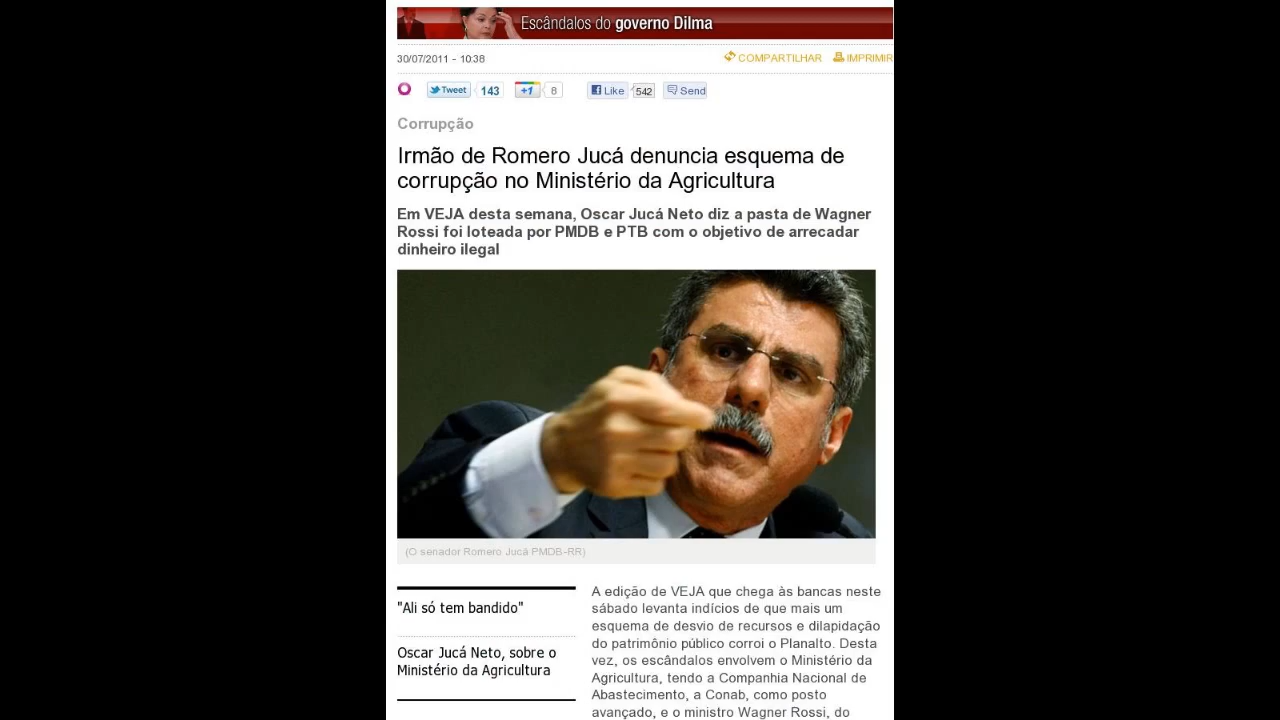 Escândalos do governo Dilma
30/07/2011 - 10:38
COMPARTILHAR
IMPRIMIR
Tweet
143
+1
8
Like
542
Send
Corrupção
Irmão de Romero Jucá denuncia esquema de
corrupção no Ministério da Agricultura
Em VEJA desta semana, Oscar Jucá Neto diz a pasta de Wagner
Rossi foi loteada por PMDB e PTB com o objetivo de arrecadar
dinheiro ilegal
(O senador Romero Jucá PMDB-RR)
"Ali só tem bandido"
Oscar Jucá Neto, sobre o
Ministério da Agricultura
A edição de VEJA que chega às bancas neste
sábado levanta indícios de que mais um
esquema de desvio de recursos e dilapidação
do patrimônio público corroi o Planalto. Desta
vez, os escândalos envolvem o Ministério da
Agricultura, tendo a Companhia Nacional de
Abastecimento, a Conab, como posto
avançado, e o ministro Wagner Rossi, do